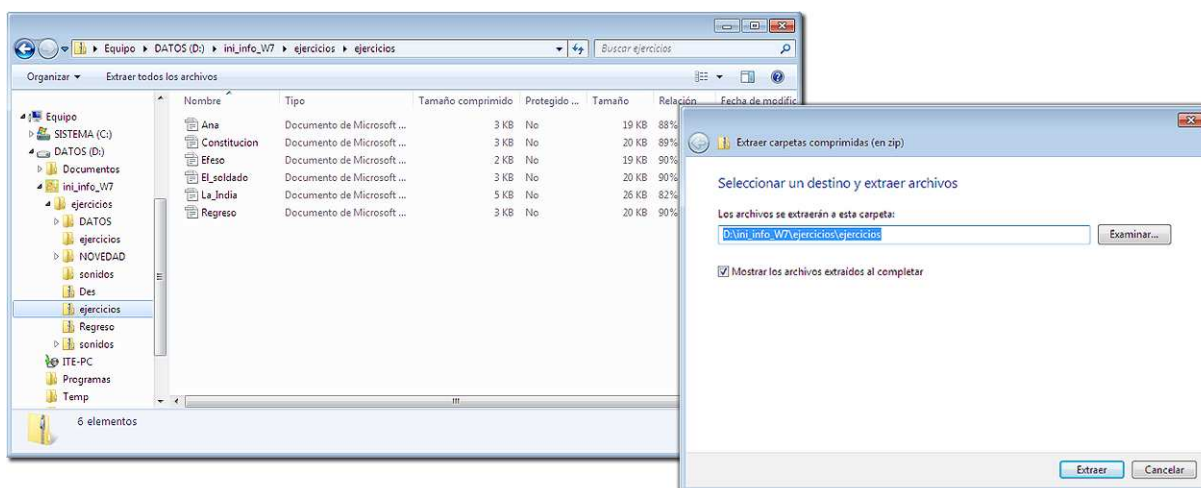 Equipo ▸ DATOS (D:) ▸ ini_info_W7 ▸ ejercicios ▸ ejercicios
Buscar ejercicios
Organizar Extraer todos los archivos
Nombre Tipo Tamaño comprimido Protegido ... Tamaño Relación Fecha de modific
Ana Documento de Microsoft ... 3 KB No 19 KB 88%
Constitucion Documento de Microsoft ... 3 KB No 20 KB 89%
Efeso Documento de Microsoft ... 2 KB No 19 KB 90%
El_soldado Documento de Microsoft ... 3 KB No 20 KB 90%
La_India Documento de Microsoft ... 5 KB No 26 KB 82%
Regreso Documento de Microsoft ... 3 KB No 20 KB 90%
Equipo
SISTEMA (C:)
DATOS (D:)
Documentos
ini_info_W7
ejercicios
DATOS
ejercicios
NOVEDAD
sonidos
Des
ejercicios
Regreso
sonidos
ITE-PC
Programas
Temp
6 elementos
Extraer carpetas comprimidas (en zip)
Seleccionar un destino y extraer archivos
Los archivos se extraerán a esta carpeta:
D:\ini_info_W7\ejercicios\ejercicios
Examinar...
Mostrar los archivos extraídos al completar
Extraer Cancelar